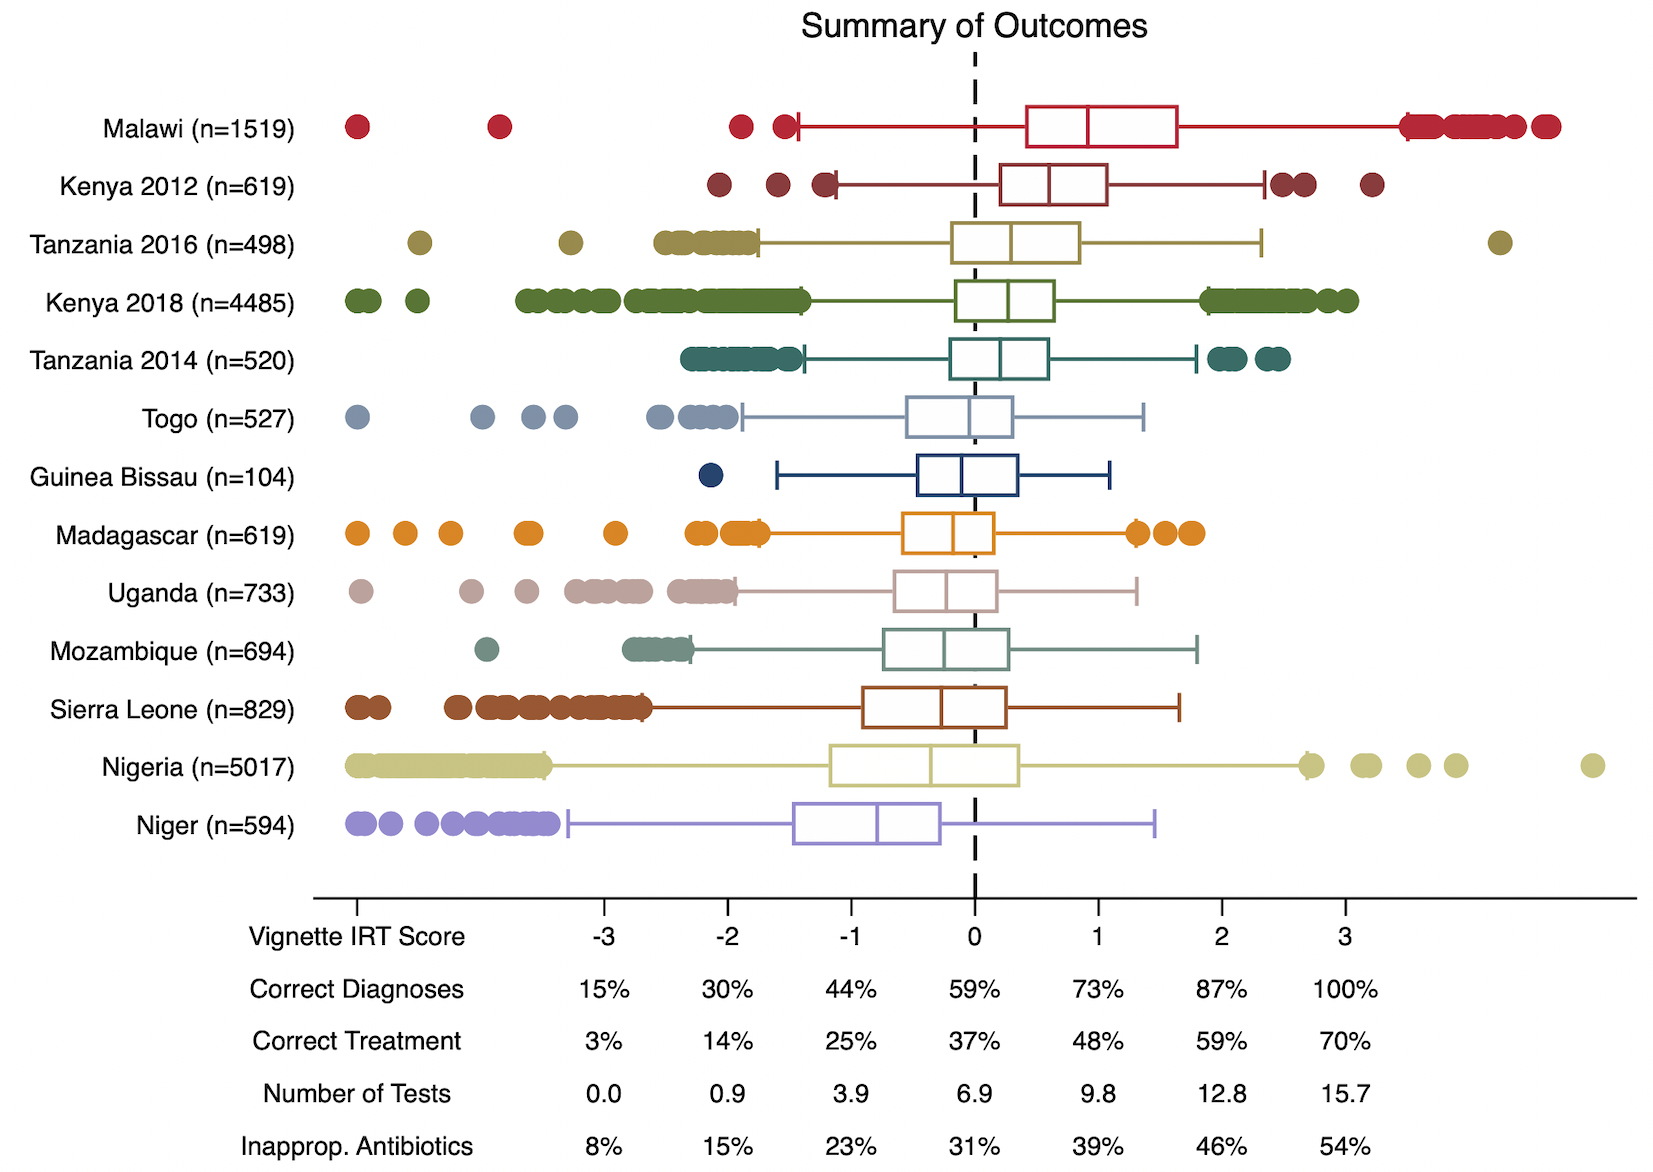 Summary of Outcomes
Malawi (n=1519)
Kenya 2012 (n=619)
Tanzania 2016 (n=498)
Kenya 2018 (n=4485)
Tanzania 2014 (n=520)
Togo (n=527)
Guinea Bissau (n=104)
Madagascar (n=619)
Uganda (n=733)
Mozambique (n=694)
Sierra Leone (n=829)
Nigeria (n=5017)
Niger (n=594)
Vignette IRT Score -3 -2 -1 0 1 2 3
Correct Diagnoses 15% 30% 44% 59% 73% 87% 100%
Correct Treatment 3% 14% 25% 37% 48% 59% 70%
Number of Tests 0.0 0.9 3.9 6.9 9.8 12.8 15.7
Inapprop. Antibiotics 8% 15% 23% 31% 39% 46% 54%